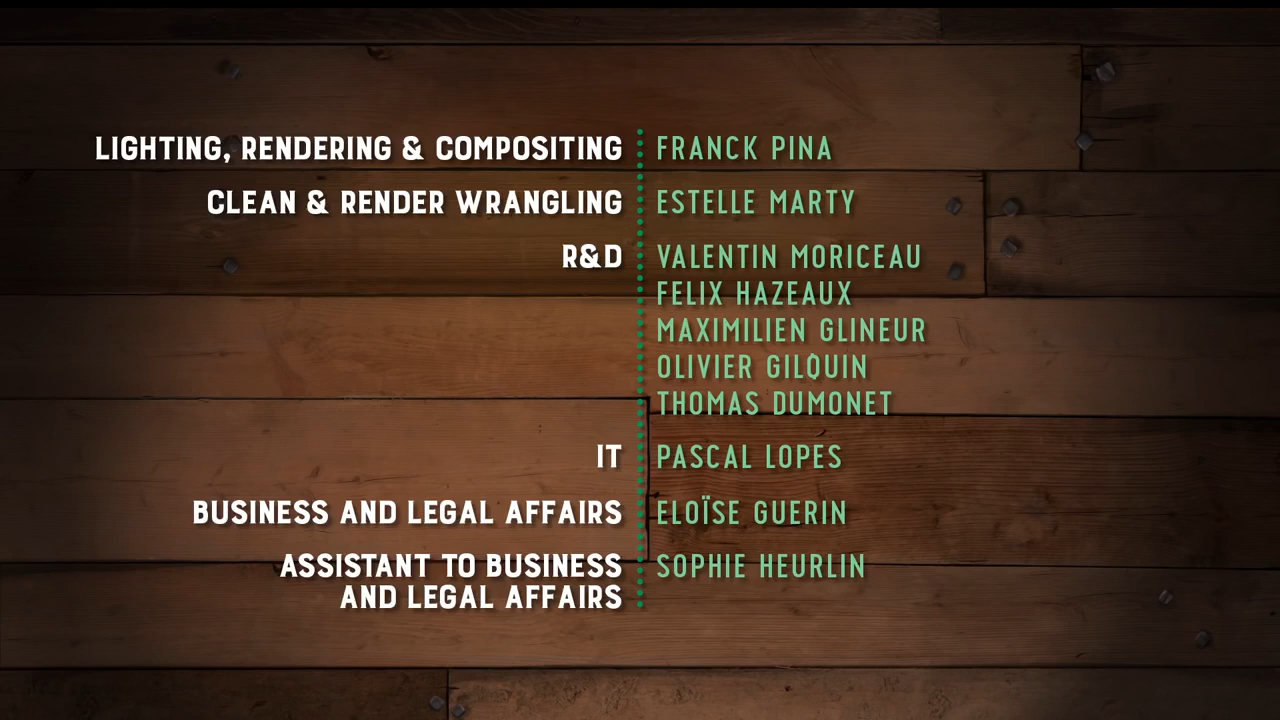 LIGHTING, RENDERING & COMPOSITING FRANCK PINA
CLEAN & RENDER WRANGLING ESTELLE MARTY
R&D VALENTIN MORICEAU
FELIX HAZEAUX
MAXIMILIEN GLINEUR
OLIVIER GILQUIN
THOMAS DUMONET
IT PASCAL LOPES
BUSINESS AND LEGAL AFFAIRS ELOÏSE GUERIN
ASSISTANT TO BUSINESS SOPHIE HEURLIN
AND LEGAL AFFAIRS